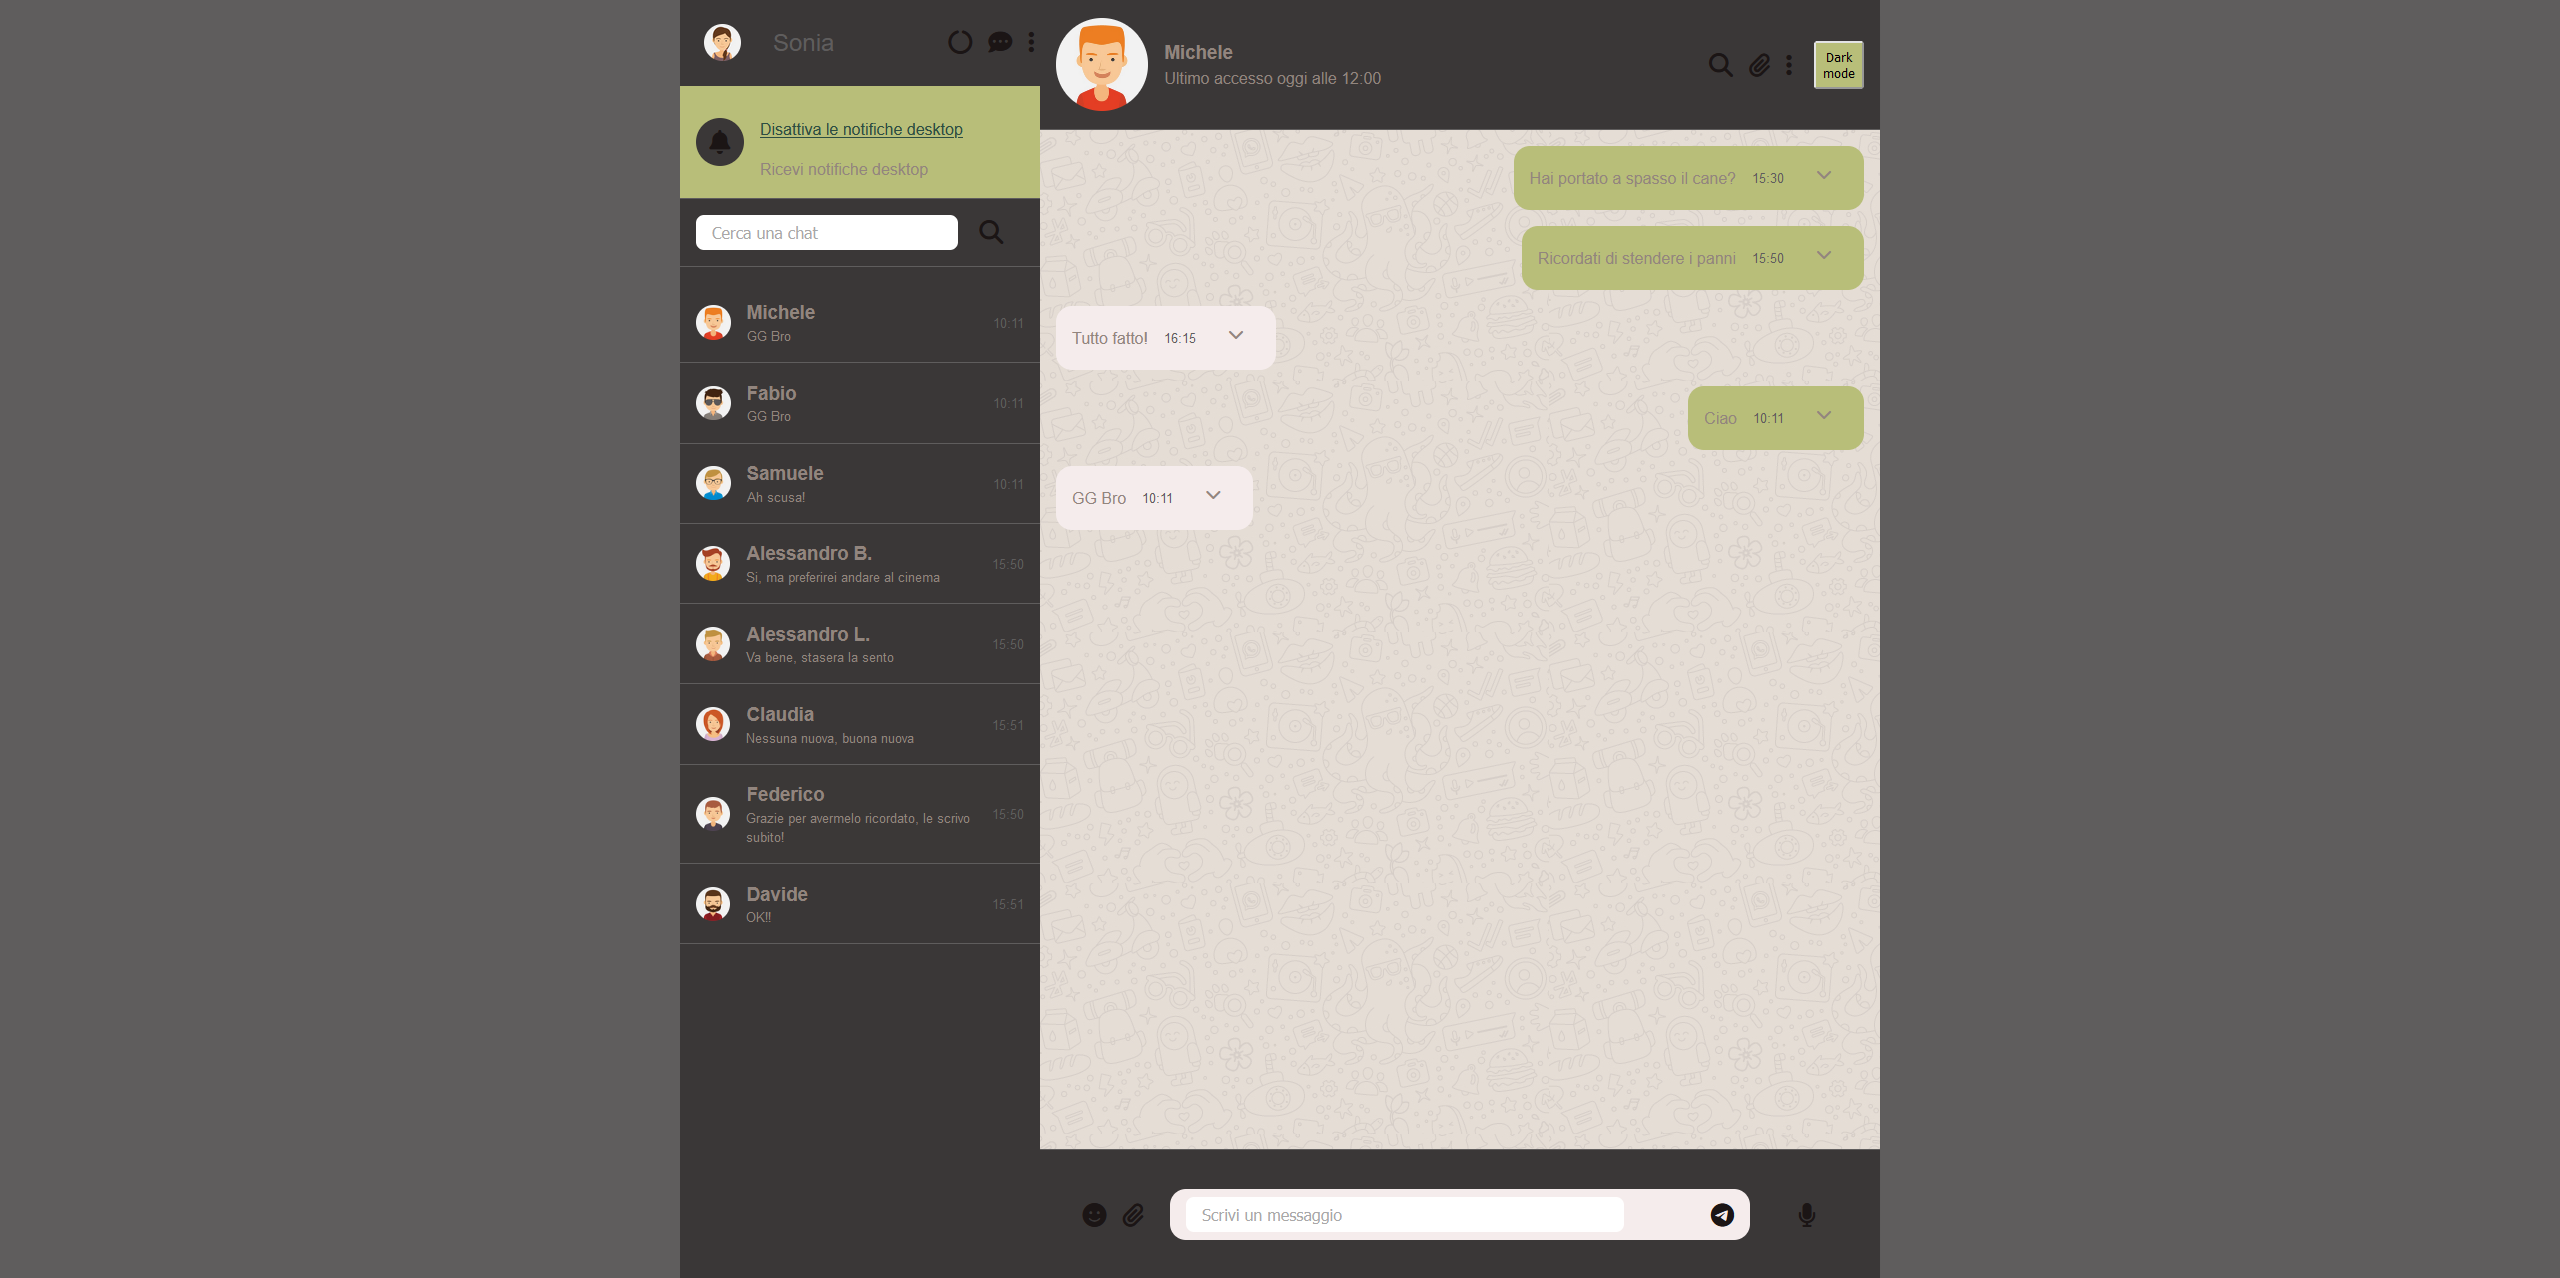 Sonia
Disattiva le notifiche desktop
Ricevi notifiche desktop
Cerca una chat
Michele
GG Bro
10:11
Fabio
GG Bro
10:11
Samuele
Ah scusa!
10:11
Alessandro B.
Si, ma preferirei andare al cinema
15:50
Alessandro L.
Va bene, stasera la sento
15:50
Claudia
Nessuna nuova, buona nuova
15:51
Federico
Grazie per avermelo ricordato, le scrivo
subito!
15:50
Davide
OK!!
15:51
Michele
Ultimo accesso oggi alle 12:00
Dark
mode
Hai portato a spasso il cane? 15:30
Ricordati di stendere i panni 15:50
Tutto fatto! 16:15
Ciao 10:11
GG Bro 10:11
Scrivi un messaggio